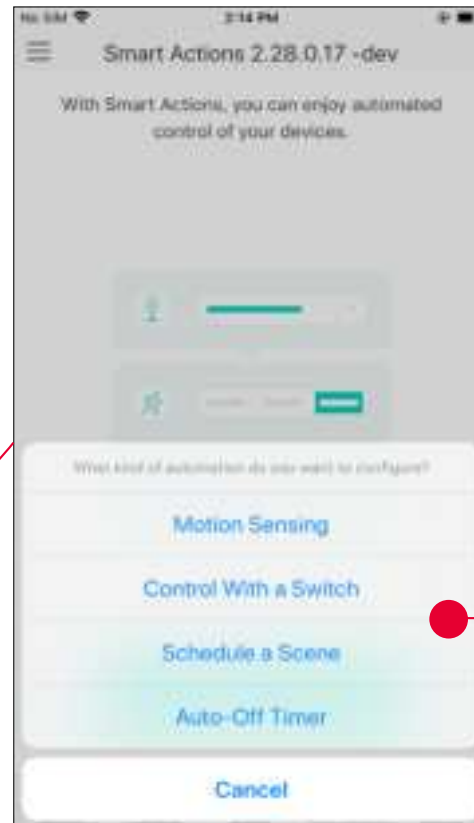 No SIM 2:14 PM
Smart Actions 2.28.0.17 -dev
With Smart Actions, you can enjoy automated
control of your devices.
What kind of automation do you want to configure?
Motion Sensing
Control With a Switch
Schedule a Scene
Auto-Off Timer
Cancel